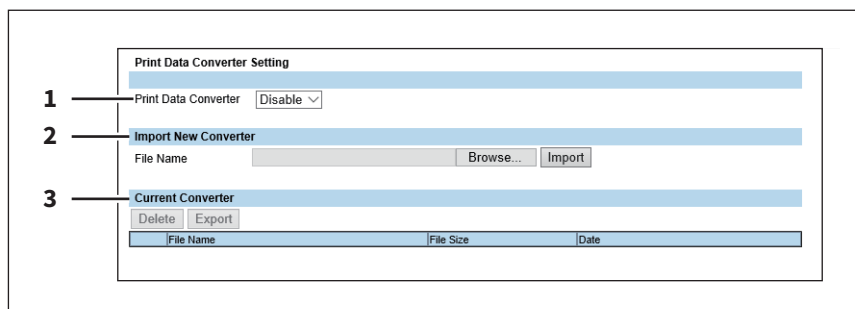 Print Data Converter Setting
1 Print Data Converter Disable
2 Import New Converter
File Name Browse... Import
3 Current Converter
Delete Export
File Name File Size Date